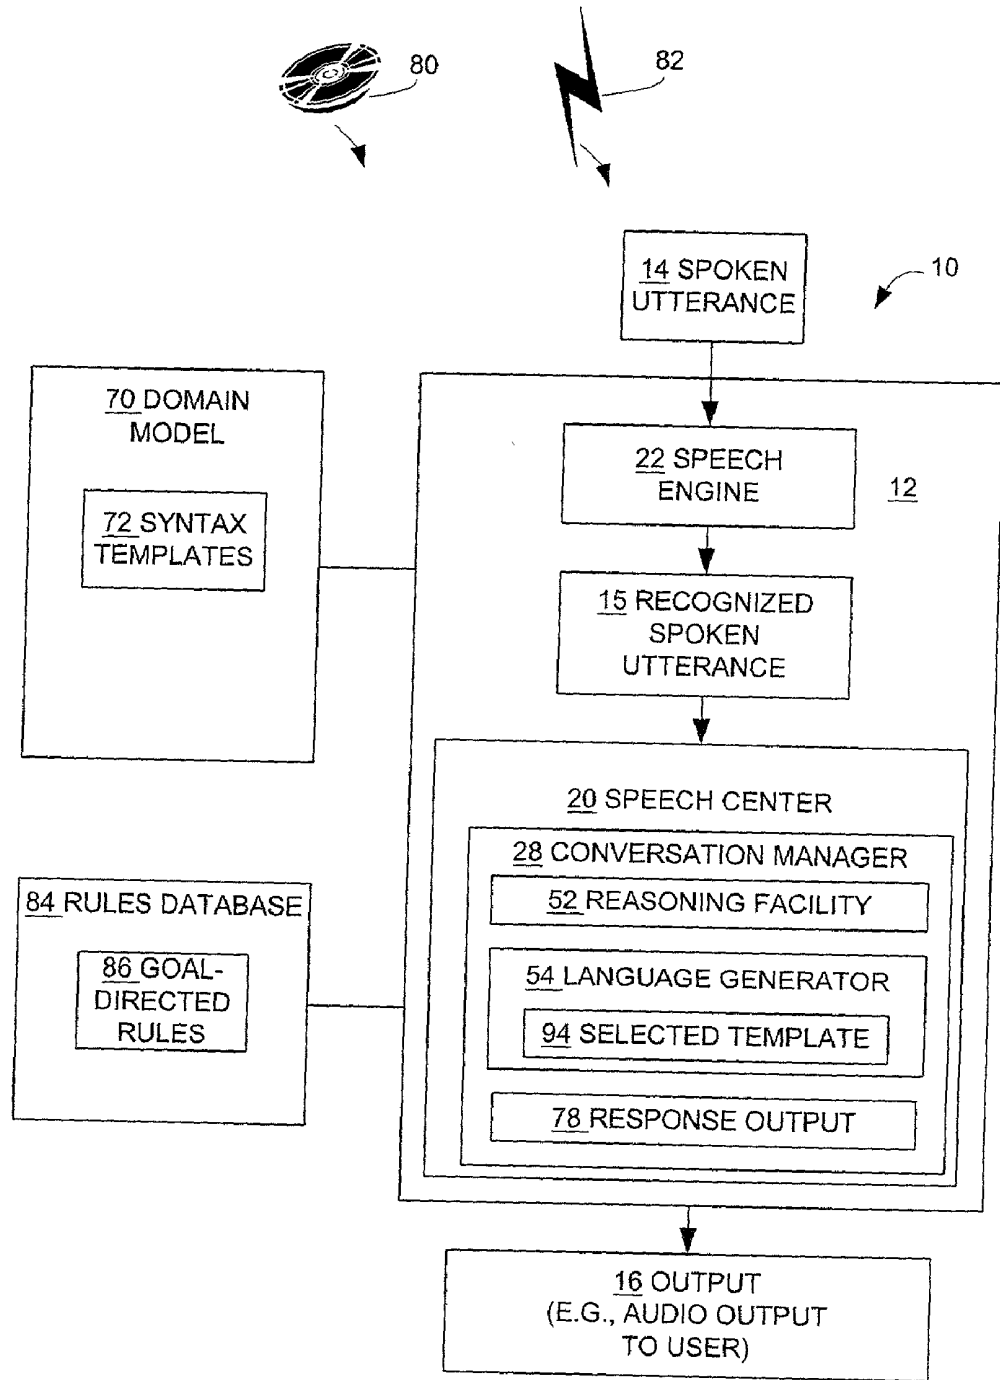 80
82
14 SPOKEN
UTTERANCE
10
70 DOMAIN
MODEL
72 SYNTAX
TEMPLATES
22 SPEECH
ENGINE
12
15 RECOGNIZED
SPOKEN
UTTERANCE
20 SPEECH CENTER
28 CONVERSATION MANAGER
52 REASONING FACILITY
84 RULES DATABASE
86 GOAL-
DIRECTED
RULES
54 LANGUAGE GENERATOR
94 SELECTED TEMPLATE
78 RESPONSE OUTPUT
16 OUTPUT
(E.G., AUDIO OUTPUT
TO USER)